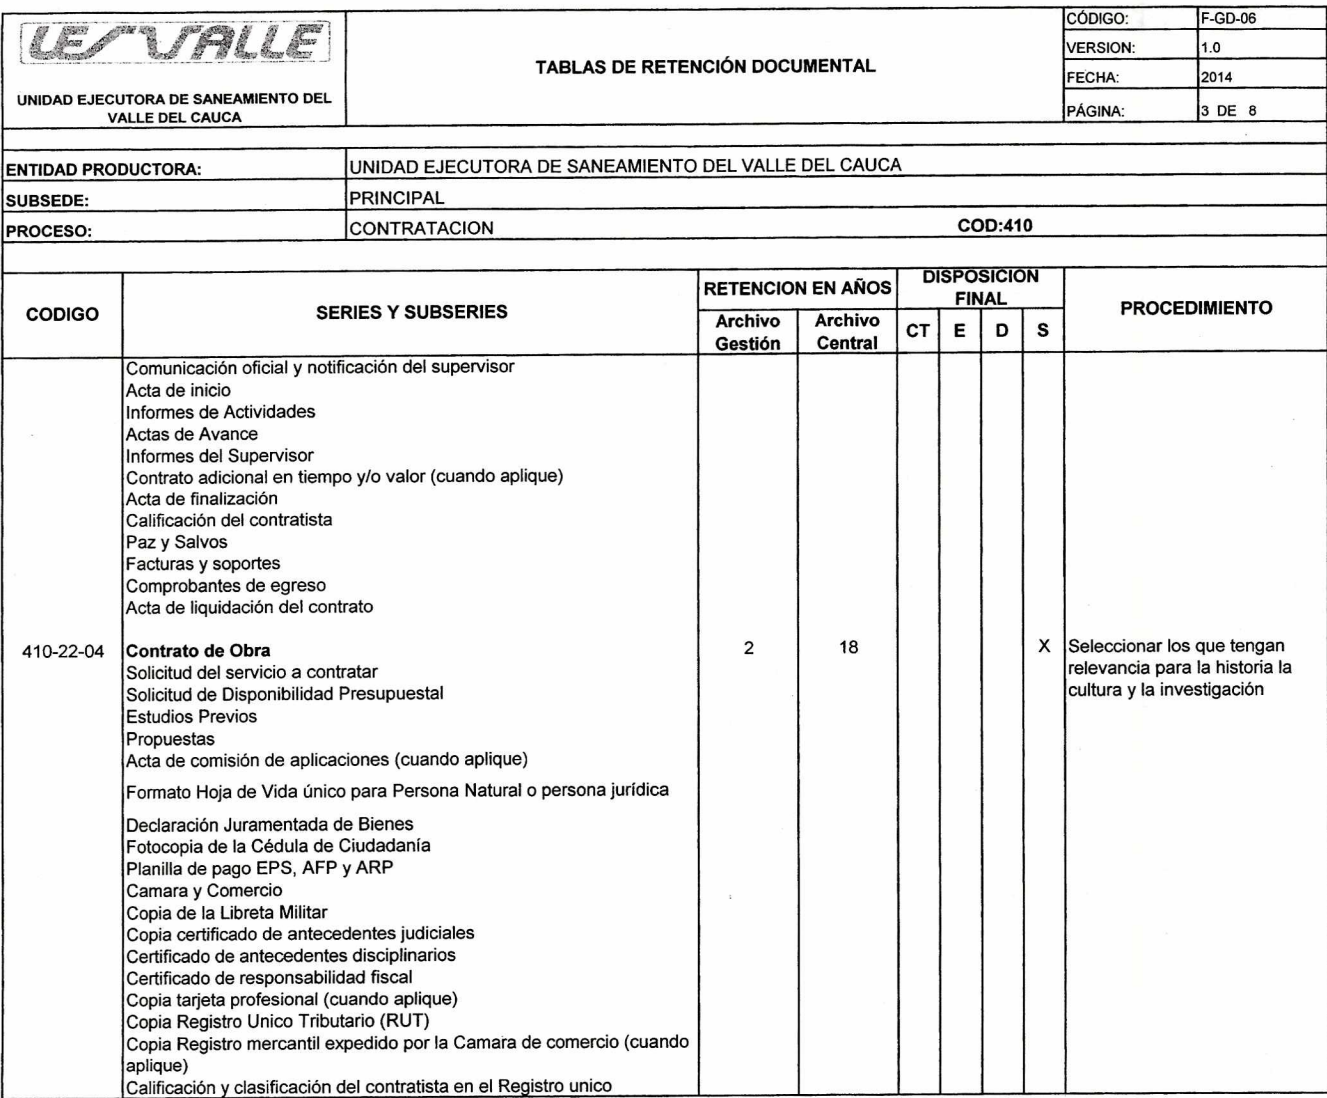 UESVALLE
UNIDAD EJECUTORA DE SANEAMIENTO DEL
VALLE DEL CAUCA
TABLAS DE RETENCIÓN DOCUMENTAL
CÓDIGO: F-GD-06
VERSION: 1.0
FECHA: 2014
PÁGINA: 3 DE 8
ENTIDAD PRODUCTORA: UNIDAD EJECUTORA DE SANEAMIENTO DEL VALLE DEL CAUCA
SUBSEDE: PRINCIPAL
PROCESO: CONTRATACION COD:410
CODIGO SERIES Y SUBSERIES RETENCION EN AÑOS DISPOSICION FINAL PROCEDIMIENTO
Archivo Gestión Archivo Central CT E D S
Comunicación oficial y notificación del supervisor
Acta de inicio
Informes de Actividades
Actas de Avance
Informes del Supervisor
Contrato adicional en tiempo y/o valor (cuando aplique)
Acta de finalización
Calificación del contratista
Paz y Salvos
Facturas y soportes
Comprobantes de egreso
Acta de liquidación del contrato
410-22-04 Contrato de Obra 2 18 X Seleccionar los que tengan
Solicitud del servicio a contratar relevancia para la historia la
Solicitud de Disponibilidad Presupuestal cultura y la investigación
Estudios Previos
Propuestas
Acta de comisión de aplicaciones (cuando aplique)
Formato Hoja de Vida único para Persona Natural o persona jurídica
Declaración Juramentada de Bienes
Fotocopia de la Cédula de Ciudadanía
Planilla de pago EPS, AFP y ARP
Camara y Comercio
Copia de la Libreta Militar
Copia certificado de antecedentes judiciales
Certificado de antecedentes disciplinarios
Certificado de responsabilidad fiscal
Copia tarjeta profesional (cuando aplique)
Copia Registro Unico Tributario (RUT)
Copia Registro mercantil expedido por la Camara de comercio (cuando
aplique)
Calificación y clasificación del contratista en el Registro unico